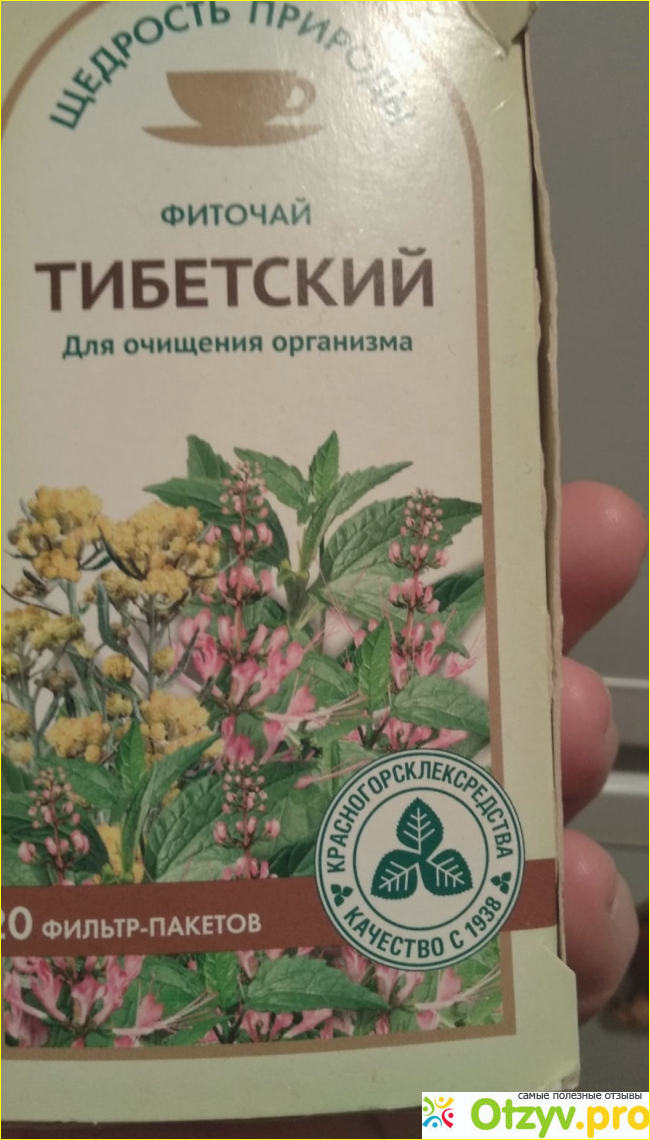 ЩЕДРОСТЬ ПРИРОДЫ
ФИТОЧАЙ
ТИБЕТСКИЙ
Для очищения организма
КРАСНОГОРСКЛЕКСРЕДСТВА
КАЧЕСТВО С 1938
20 ФИЛЬТР-ПАКЕТОВ
самые полезные отзывы
Otzyv.pro